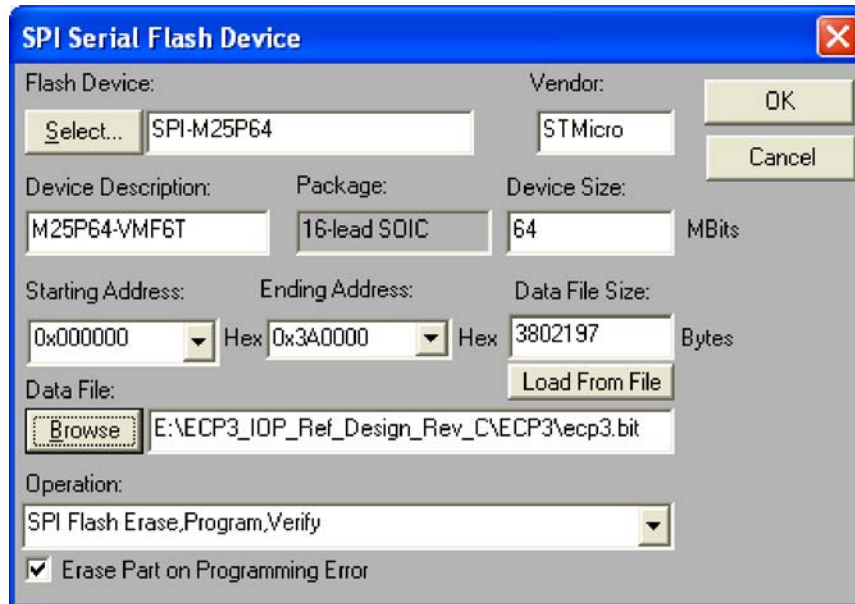 SPI Serial Flash Device
Flash Device: Vendor:
Select... SPI-M25P64 STMicro OK
Cancel
Device Description: Package: Device Size:
M25P64-VMF6T 16-lead SOIC 64 MBits
Starting Address: Ending Address: Data File Size:
0x000000 Hex 0x3A0000 Hex 3802197 Bytes
Load From File
Data File:
Browse E:\ECP3_IOP_Ref_Design_Rev_C\ECP3\ecp3.bit
Operation:
SPI Flash Erase,Program,Verify
Erase Part on Programming Error